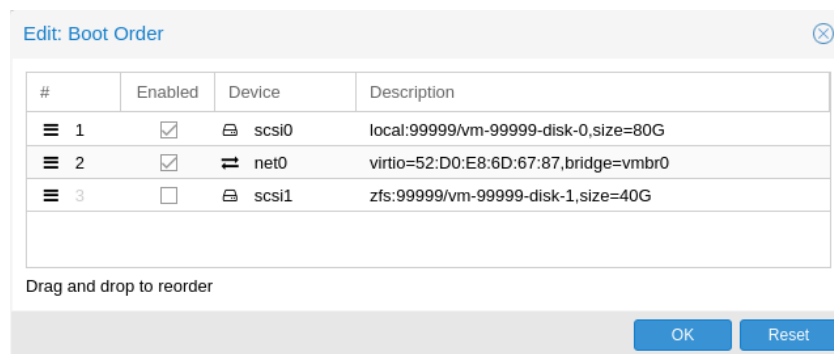 Edit: Boot Order
# Enabled Device Description
1 scsi0 local:99999/vm-99999-disk-0,size=80G
2 net0 virtio=52:D0:E8:6D:67:87,bridge=vmbr0
3 scsi1 zfs:99999/vm-99999-disk-1,size=40G
Drag and drop to reorder
OK Reset